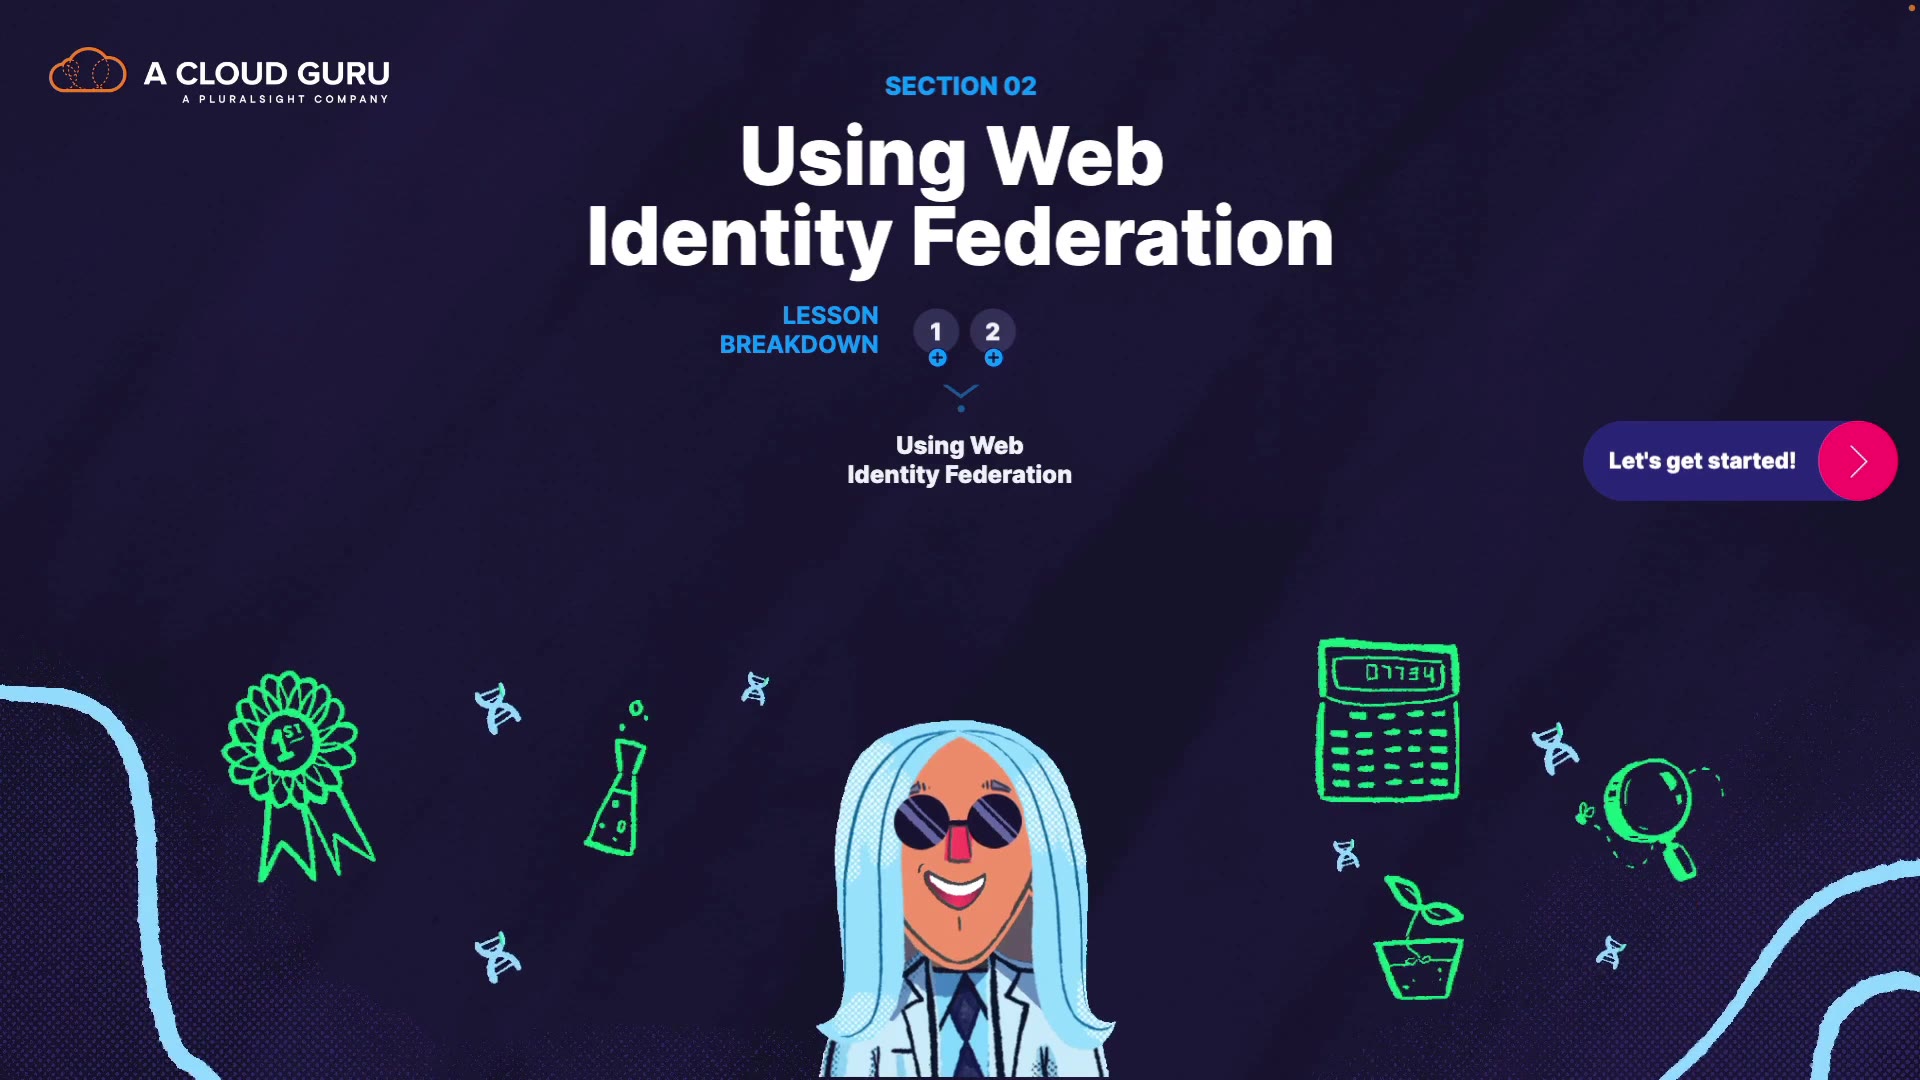 A CLOUD GURU
A PLURALSIGHT COMPANY
SECTION 02
Using Web
Identity Federation
LESSON
BREAKDOWN
1 2
Using Web
Identity Federation
Let's get started!
1ST
07734